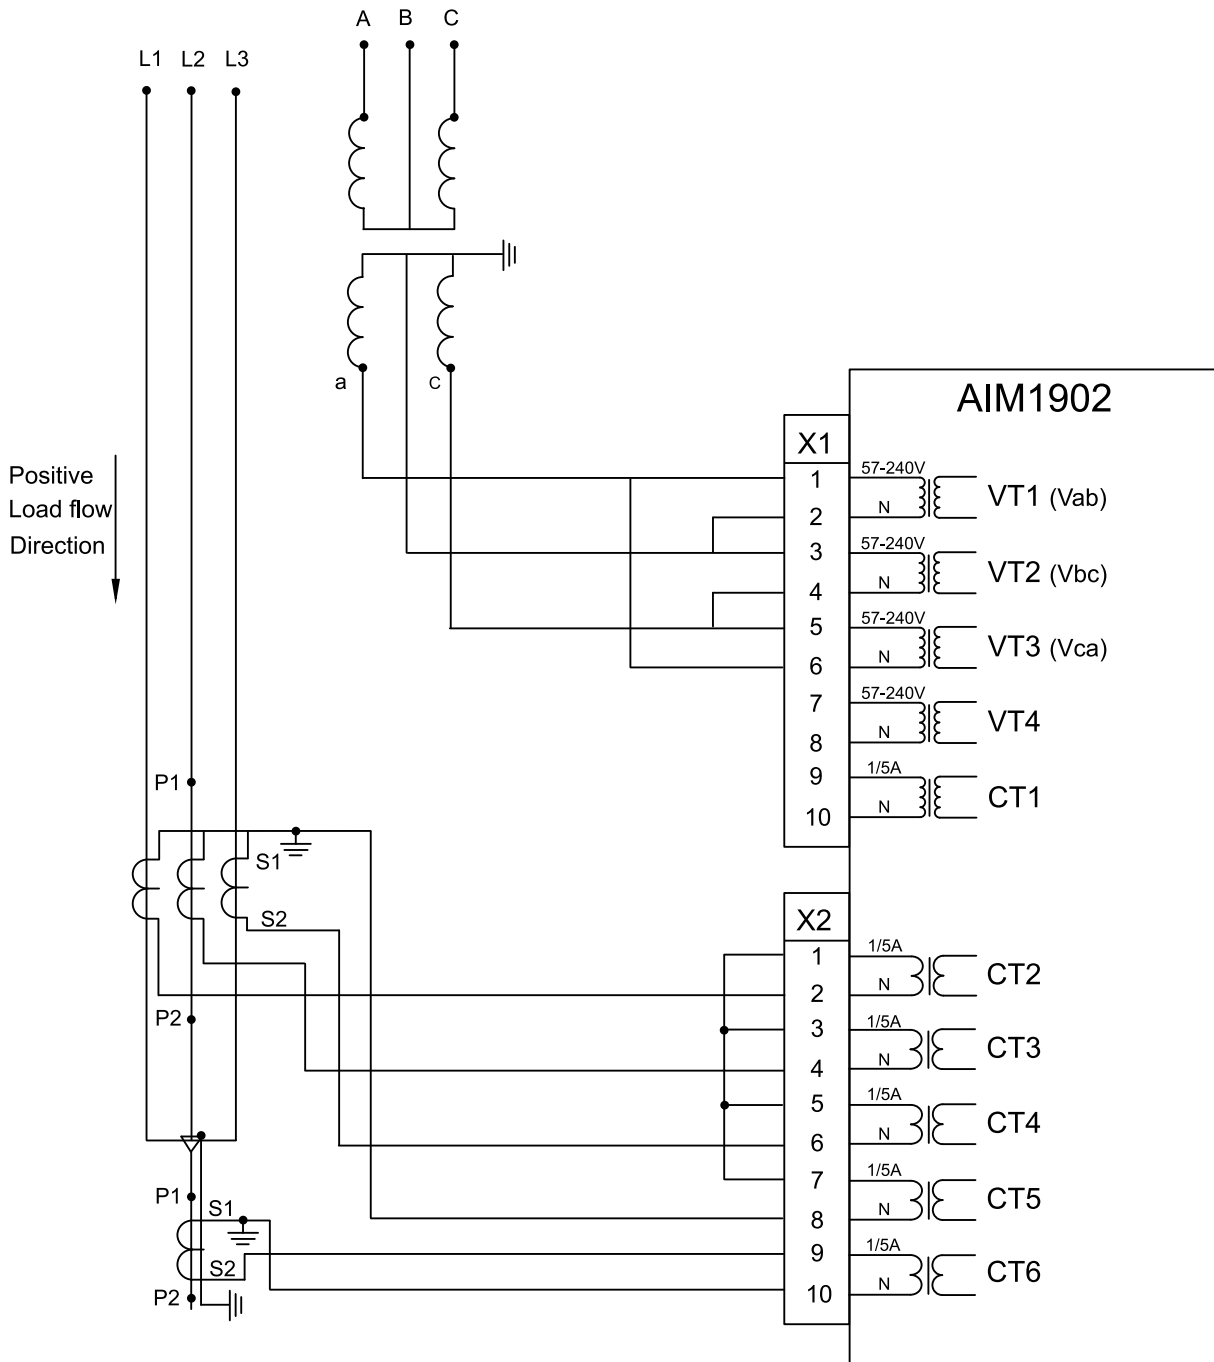 A B C
L1 L2 L3
a c
AIM1902
Positive
Load flow
Direction
X1
1 57-240V
VT1 (Vab)
2 N
3 57-240V
VT2 (Vbc)
4 N
5 57-240V
VT3 (Vca)
6 N
7 57-240V
VT4
8 N
9 1/5A
CT1
10 N
P1
S1
S2
X2
1 1/5A
CT2
2 N
P2
3 1/5A
CT3
4 N
5 1/5A
CT4
6 N
7 1/5A
CT5
8 N
9 1/5A
CT6
10 N
P1
S1
S2
P2